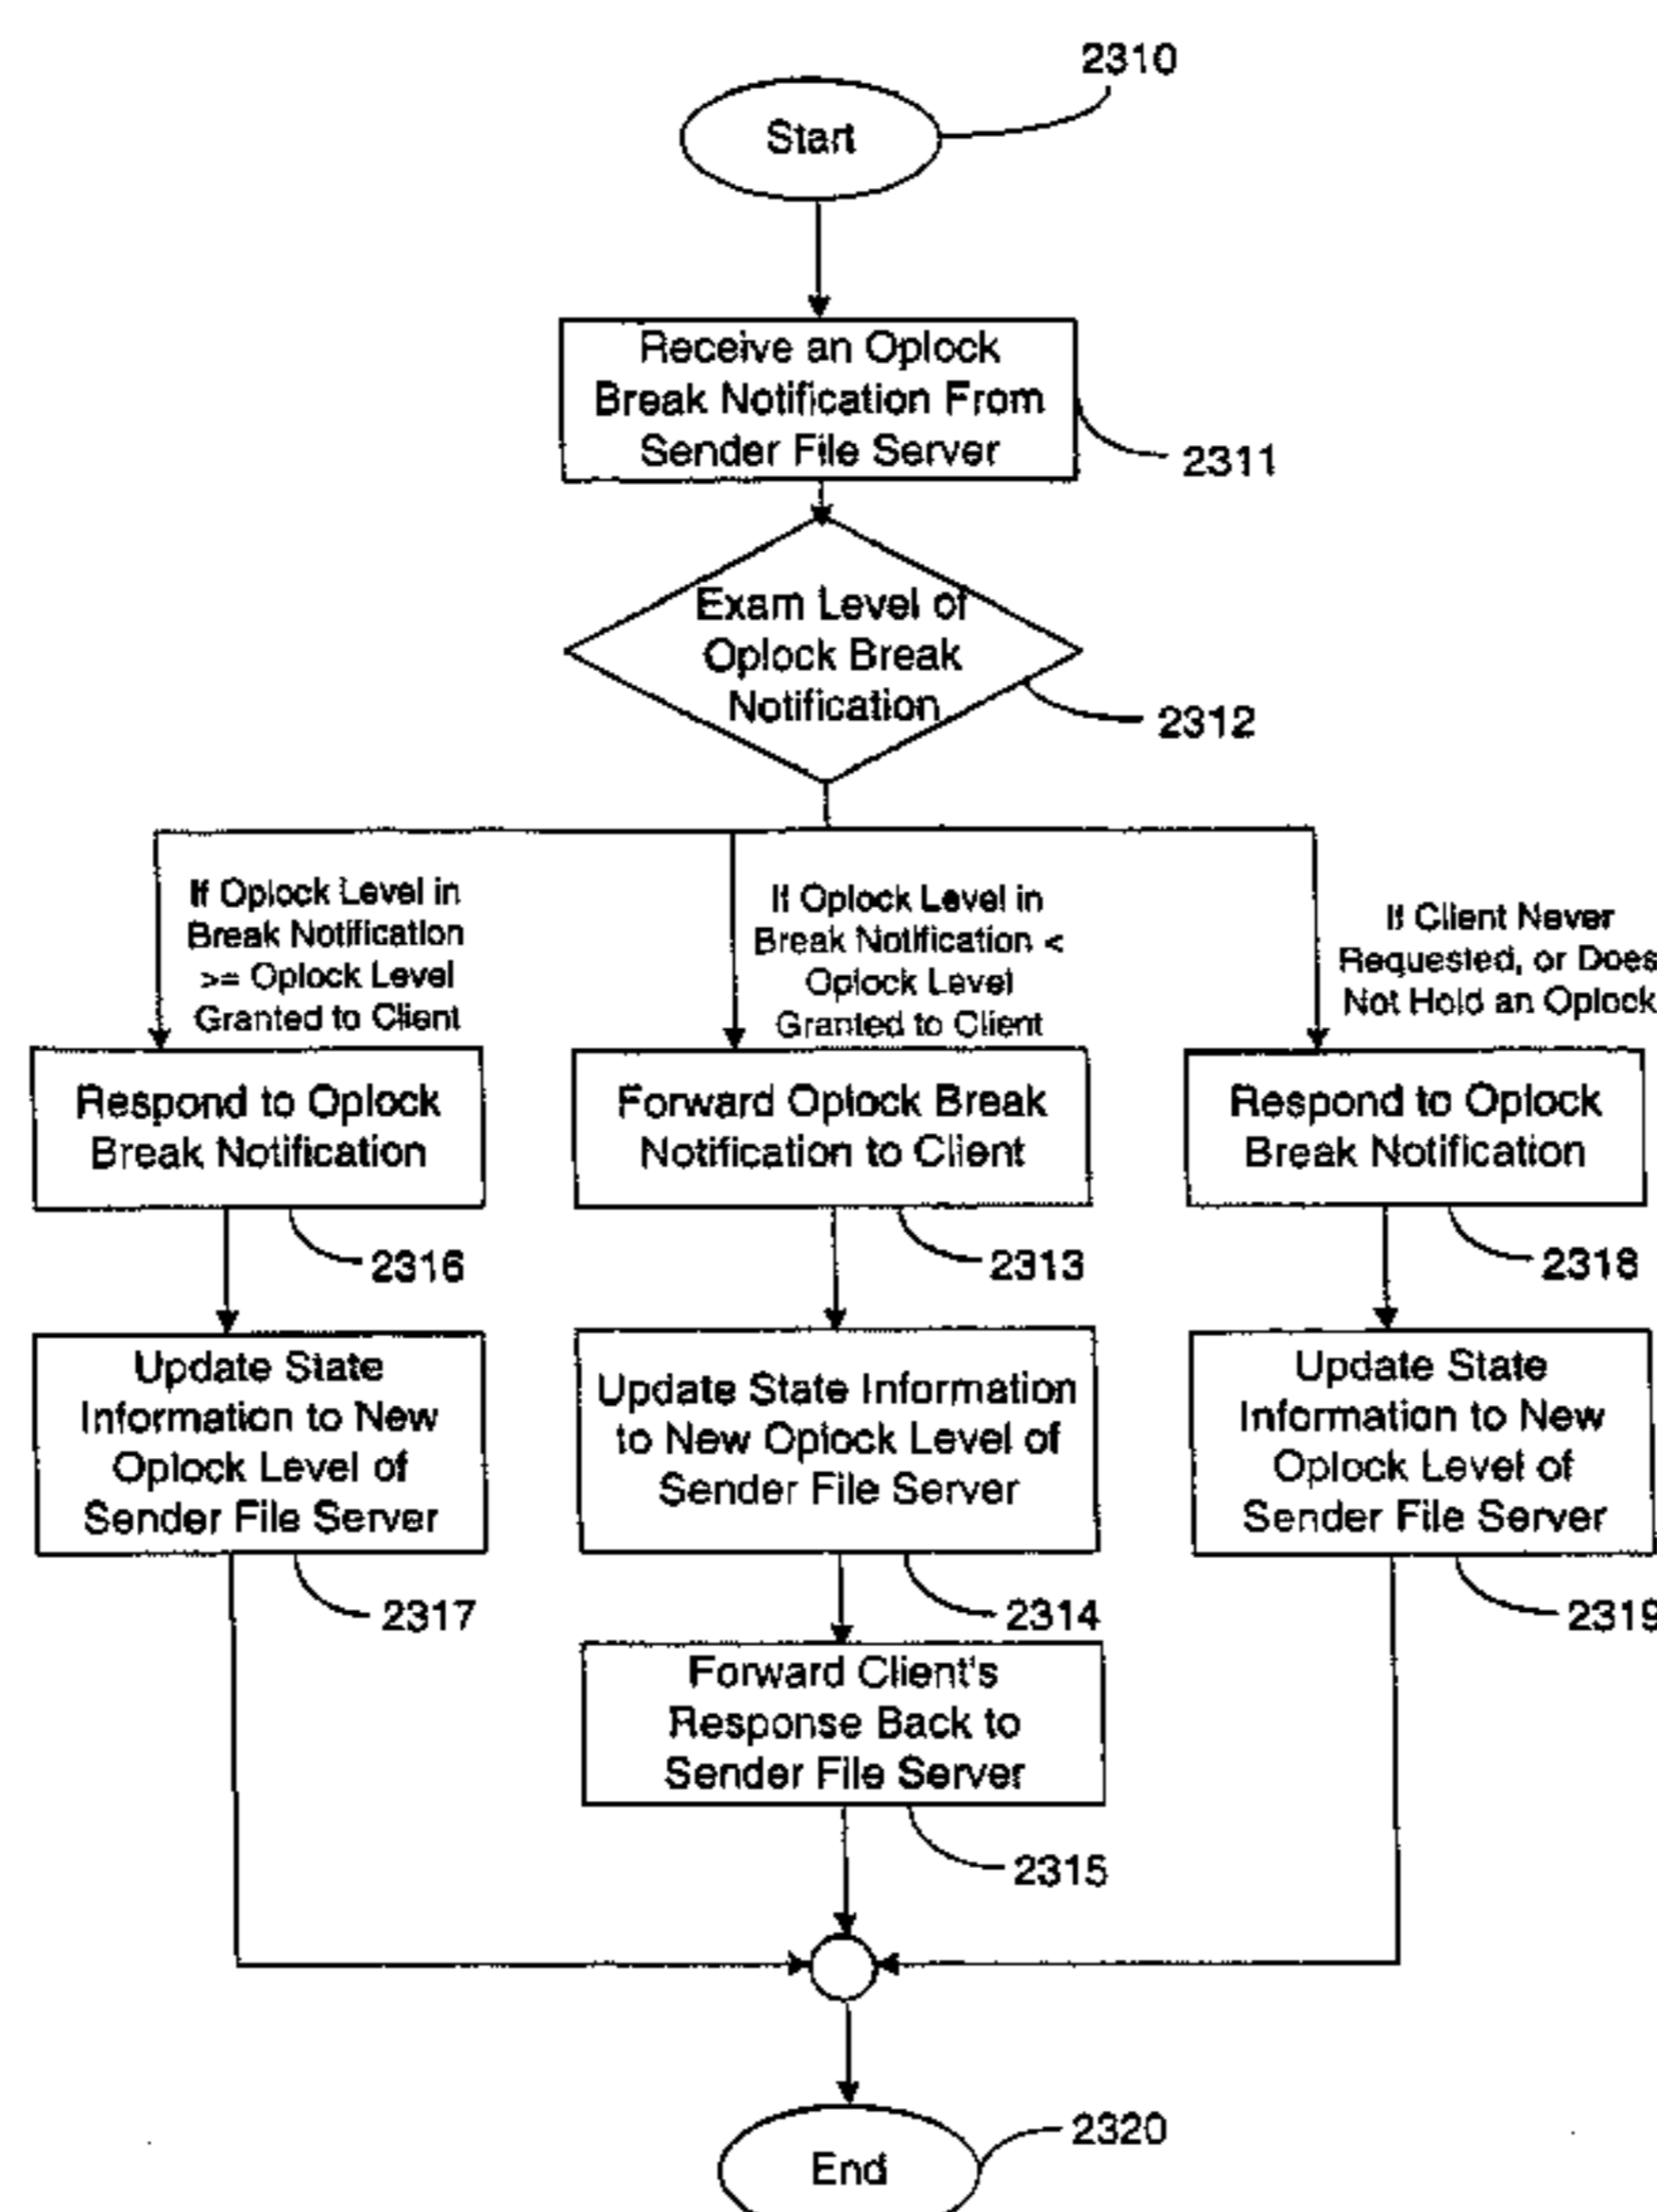 2310
Start
Receive an Oplock
Break Notification From
Sender File Server
2311
Exam Level of
Oplock Break
Notification
2312
If Oplock Level in
Break Notification
>= Oplock Level
Granted to Client
If Oplock Level in
Break Notification <
Oplock Level
Granted to Client
If Client Never
Requested, or Does
Not Hold an Oplock
Respond to Oplock
Break Notification
2316
Forward Oplock Break
Notification to Client
2313
Respond to Oplock
Break Notification
2318
Update State
Information to New
Oplock Level of
Sender File Server
2317
Update State Information
to New Oplock Level of
Sender File Server
2314
Update State
Information to New
Oplock Level of
Sender File Server
2319
Forward Client's
Response Back to
Sender File Server
2315
2320
End